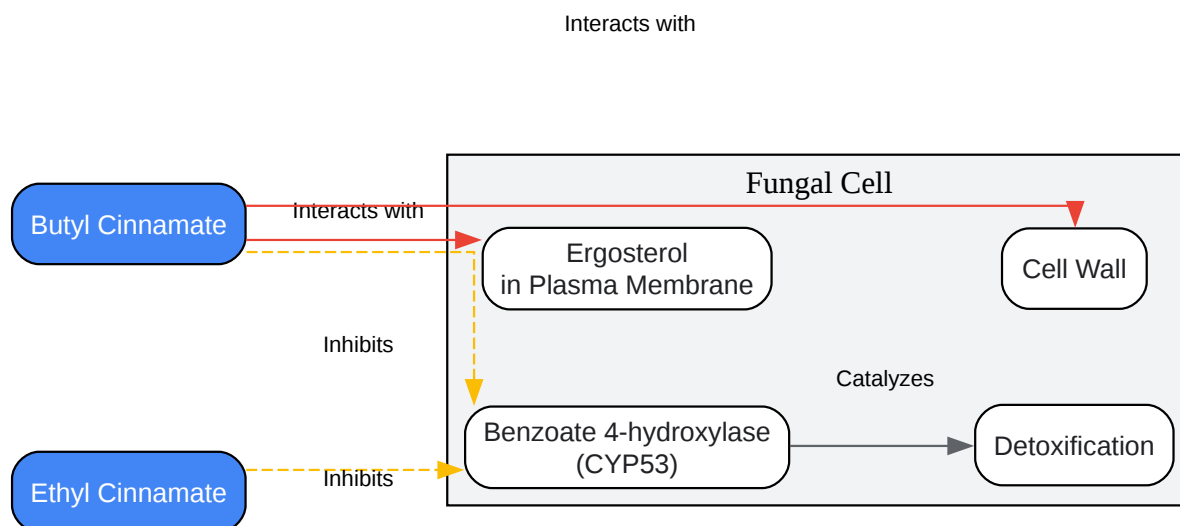 Interacts with
Fungal Cell
Butyl Cinnamate
Interacts with
Ergosterol
in Plasma Membrane
Cell Wall
Inhibits
Catalyzes
Benzoate 4-hydroxylase
(CYP53)
Detoxification
Ethyl Cinnamate
Inhibits